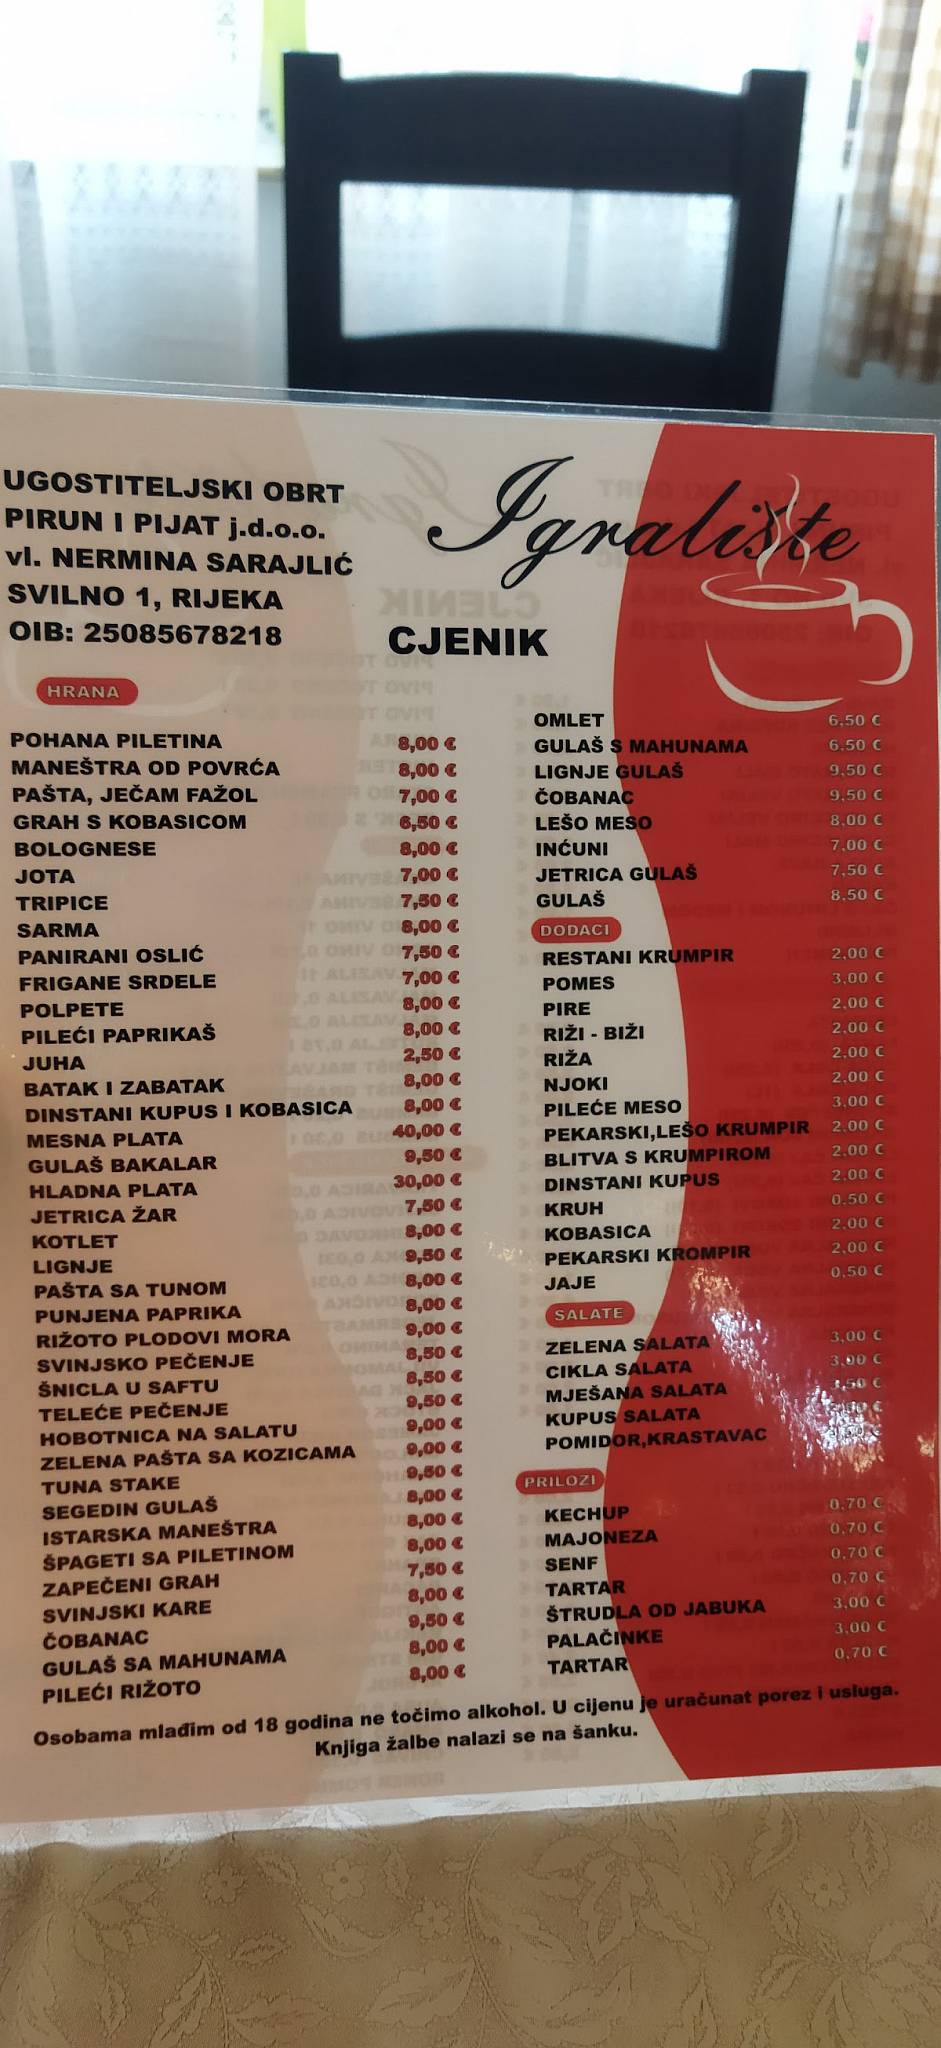 UGOSTITELJSKI OBRT
PIRUN I PIJAT j.d.o.o.
vl. NERMINA SARAJLIĆ
SVILNO 1, RIJEKA
OIB: 25085678218
Igralište
CJENIK
HRANA
POHANA PILETINA 8,00 €
MANEŠTRA OD POVRĆA 8,00 €
PAŠTA, JEČAM FAŽOL 7,00 €
GRAH S KOBASICOM 6,50 €
BOLOGNESE 8,00 €
JOTA 7,00 €
TRIPICE 7,50 €
SARMA 8,00 €
PANIRANI OSLIĆ 7,50 €
FRIGANE SRDELE 7,00 €
POLPETE 8,00 €
PILEĆI PAPRIKAŠ 8,00 €
JUHA 2,50 €
BATAK I ZABATAK 8,00 €
DINSTANI KUPUS I KOBASICA 8,00 €
MESNA PLATA 40,00 €
GULAŠ BAKALAR 9,50 €
HLADNA PLATA 30,00 €
JETRICA ŽAR 7,50 €
KOTLET 8,00 €
LIGNJE 9,50 €
PAŠTA SA TUNOM 8,00 €
PUNJENA PAPRIKA 8,00 €
RIŽOTO PLODOVI MORA 9,00 €
SVINJSKO PEČENJE 8,50 €
ŠNICLA U SAFTU 8,50 €
TELEĆE PEČENJE 9,50 €
HOBOTNICA NA SALATU 9,00 €
ZELENA PAŠTA SA KOZICAMA 9,00 €
TUNA STAKE 9,50 €
SEGEDIN GULAŠ 8,00 €
ISTARSKA MANEŠTRA 8,00 €
ŠPAGETI SA PILETINOM 8,00 €
ZAPEČENI GRAH 7,50 €
SVINJSKI KARE 8,00 €
ČOBANAC 9,50 €
GULAŠ SA MAHUNAMA 8,00 €
PILEĆI RIŽOTO 8,00 €
OMLET 6,50 €
GULAŠ S MAHUNAMA 6,50 €
LIGNJE GULAŠ 9,50 €
ČOBANAC 9,50 €
LEŠO MESO 8,00 €
INĆUNI 7,00 €
JETRICA GULAŠ 7,50 €
GULAŠ 8,50 €
DODACI
RESTANI KRUMPIR 2,00 €
POMES 3,00 €
PIRE 2,00 €
RIŽI - BIŽI 2,00 €
RIŽA 2,00 €
NJOKI 2,00 €
PILEĆE MESO 3,00 €
PEKARSKI,LEŠO KRUMPIR 2,00 €
BLITVA S KRUMPIROM 2,00 €
DINSTANI KUPUS 2,00 €
KRUH 0,50 €
KOBASICA 2,00 €
PEKARSKI KROMPIR 2,00 €
JAJE 0,50 €
SALATE
ZELENA SALATA 3,00 €
CIKLA SALATA 3,00 €
MJEŠANA SALATA
KUPUS SALATA
POMIDOR,KRASTAVAC
PRILOZI
KECHUP 0,70 €
MAJONEZA 0,70 €
SENF 0,70 €
TARTAR 0,70 €
ŠTRUDLA OD JABUKA 3,00 €
PALAČINKE 3,00 €
TARTAR 0,70 €
Osobama mlađim od 18 godina ne točimo alkohol. U cijenu je uračunat porez i usluga.
Knjiga žalbe nalazi se na šanku.